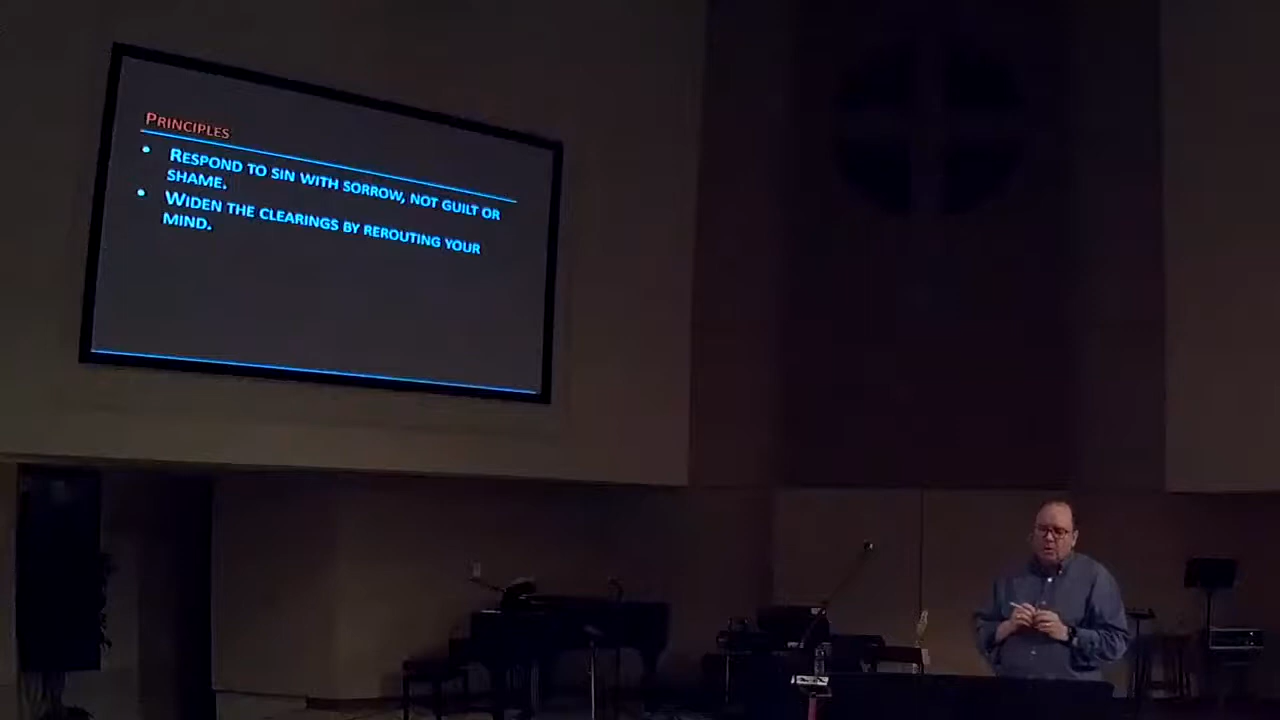 PRINCIPLES
• RESPOND TO SIN WITH SORROW, NOT GUILT OR
SHAME.
• WIDEN THE CLEARINGS BY REROUTING YOUR
MIND.